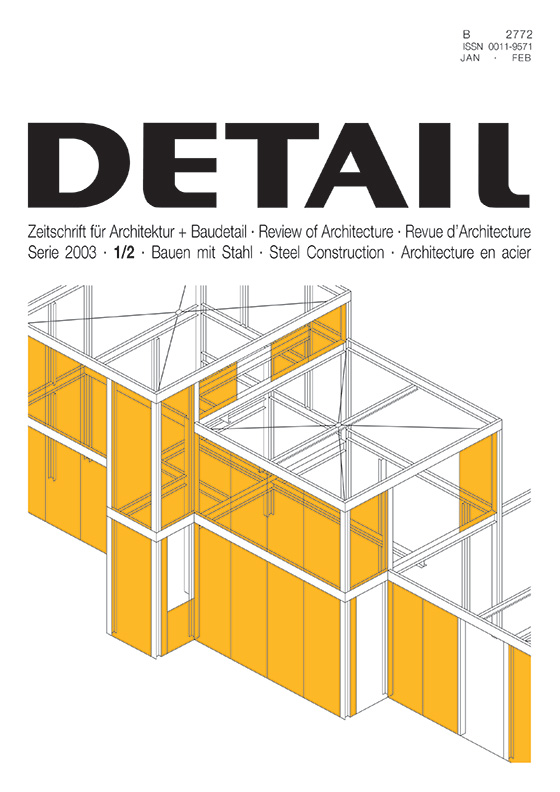 B 2772
ISSN 0011-9571
JAN · FEB
DETAIL
Zeitschrift für Architektur + Baudetail · Review of Architecture · Revue d'Architecture
Serie 2003 · 1/2 · Bauen mit Stahl · Steel Construction · Architecture en acier